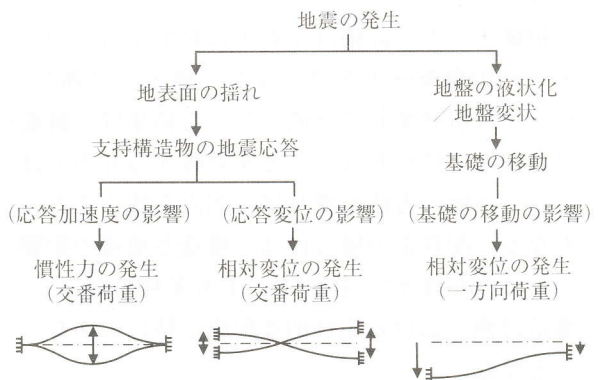 地震の発生
地表面の揺れ
地盤の液状化
／地盤変状
支持構造物の地震応答
基礎の移動
(応答加速度の影響)
(応答変位の影響)
(基礎の移動の影響)
慣性力の発生
(交番荷重)
相対変位の発生
(交番荷重)
相対変位の発生
(一方向荷重)